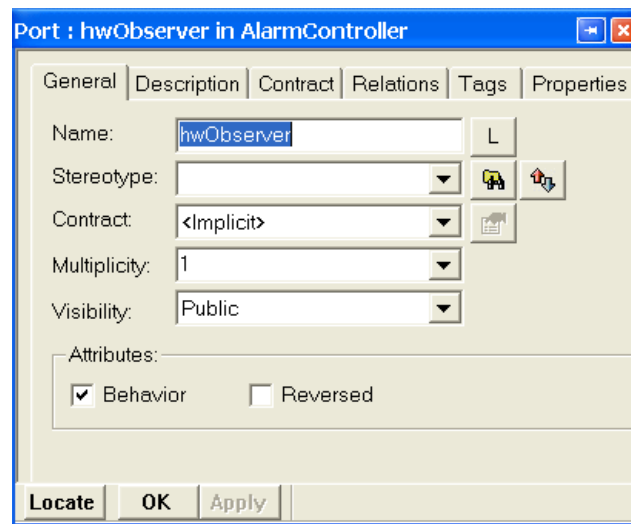 Port : hwObserver in AlarmController
General Description Contract Relations Tags Properties
Name: hwObserver L
Stereotype:
Contract: <Implicit>
Multiplicity: 1
Visibility: Public
Attributes:
Behavior Reversed
Locate OK Apply